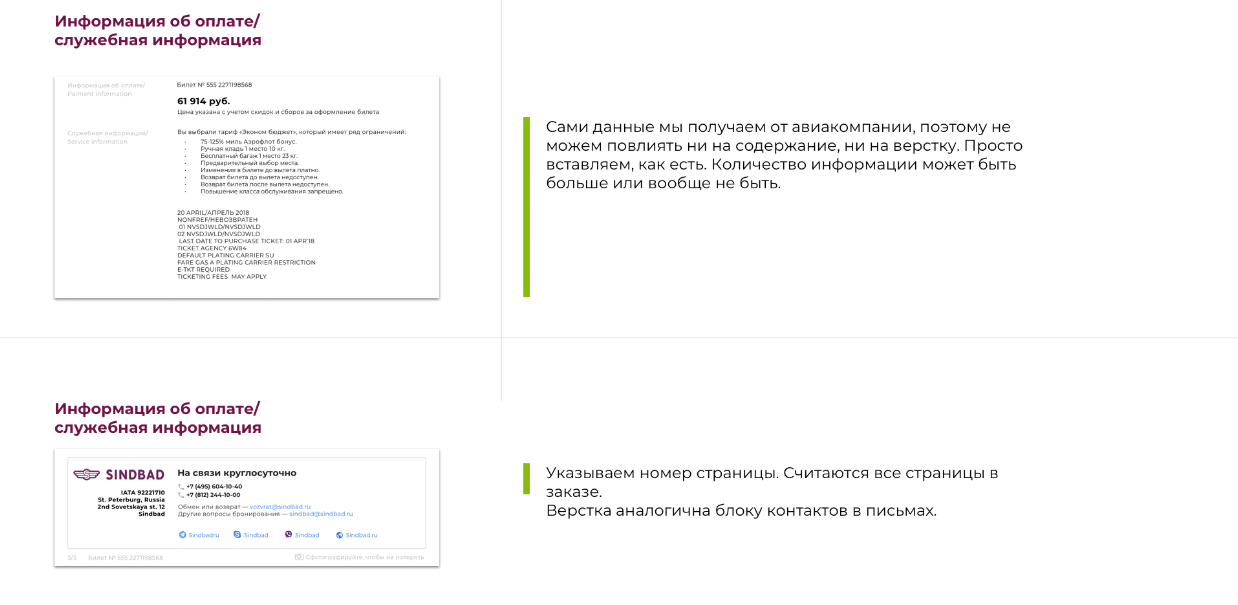 Информация об оплате/
служебная информация
Информация об оплате/
Paiment information
Билет № 555 2271198568
61 914 руб.
Цена указана с учетом скидок и сборов за оформление билета
Служебная информация/
Service information
Вы выбрали тариф «Эконом бюджет», который имеет ряд ограничений:
• 75-125% миль Аэрофлот бонус.
• Ручная кладь 1 место 10 кг.
• Бесплатный багаж 1 место 23 кг.
• Предварительный выбор места.
• Изменения в билете до вылета платно.
• Возврат билета до вылета недоступен.
• Возврат билета после вылета недоступен.
• Повышение класса обслуживания запрещено.
20 APRIL/АПРЕЛЬ 2018
NONFREF/НЕВОЗВРАТЕН
01 NVSDJWLD/NVSDJWLD
02 NVSDJWLD/NVSDJWLD
LAST DATE TO PURCHASE TICKET: 01 APR'18
TICKET AGENCY 6W84
DEFAULT PLATING CARRIER SU
FARE GAS A PLATING CARRIER RESTRICTION
E-TKT REQUIRED
TICKETING FEES MAY APPLY
Сами данные мы получаем от авиакомпании, поэтому не
можем повлиять ни на содержание, ни на верстку. Просто
вставляем, как есть. Количество информации может быть
больше или вообще не быть.
Информация об оплате/
служебная информация
SINDBAD
IATA 92221710
St. Peterburg, Russia
2nd Sovetskaya st. 12
Sindbad
На связи круглосуточно
+7 (495) 604-10-40
+7 (812) 244-10-00
Обмен или возврат — vozvrat@sindbad.ru
Другие вопросы бронирования — sindbad@sindbad.ru
Sindbadru Sindbad Sindbad Sindbad.ru
3/3 Билет № 555 2271198568 Сфотографируйте, чтобы не потерять
Указываем номер страницы. Считаются все страницы в
заказе.
Верстка аналогична блоку контактов в письмах.